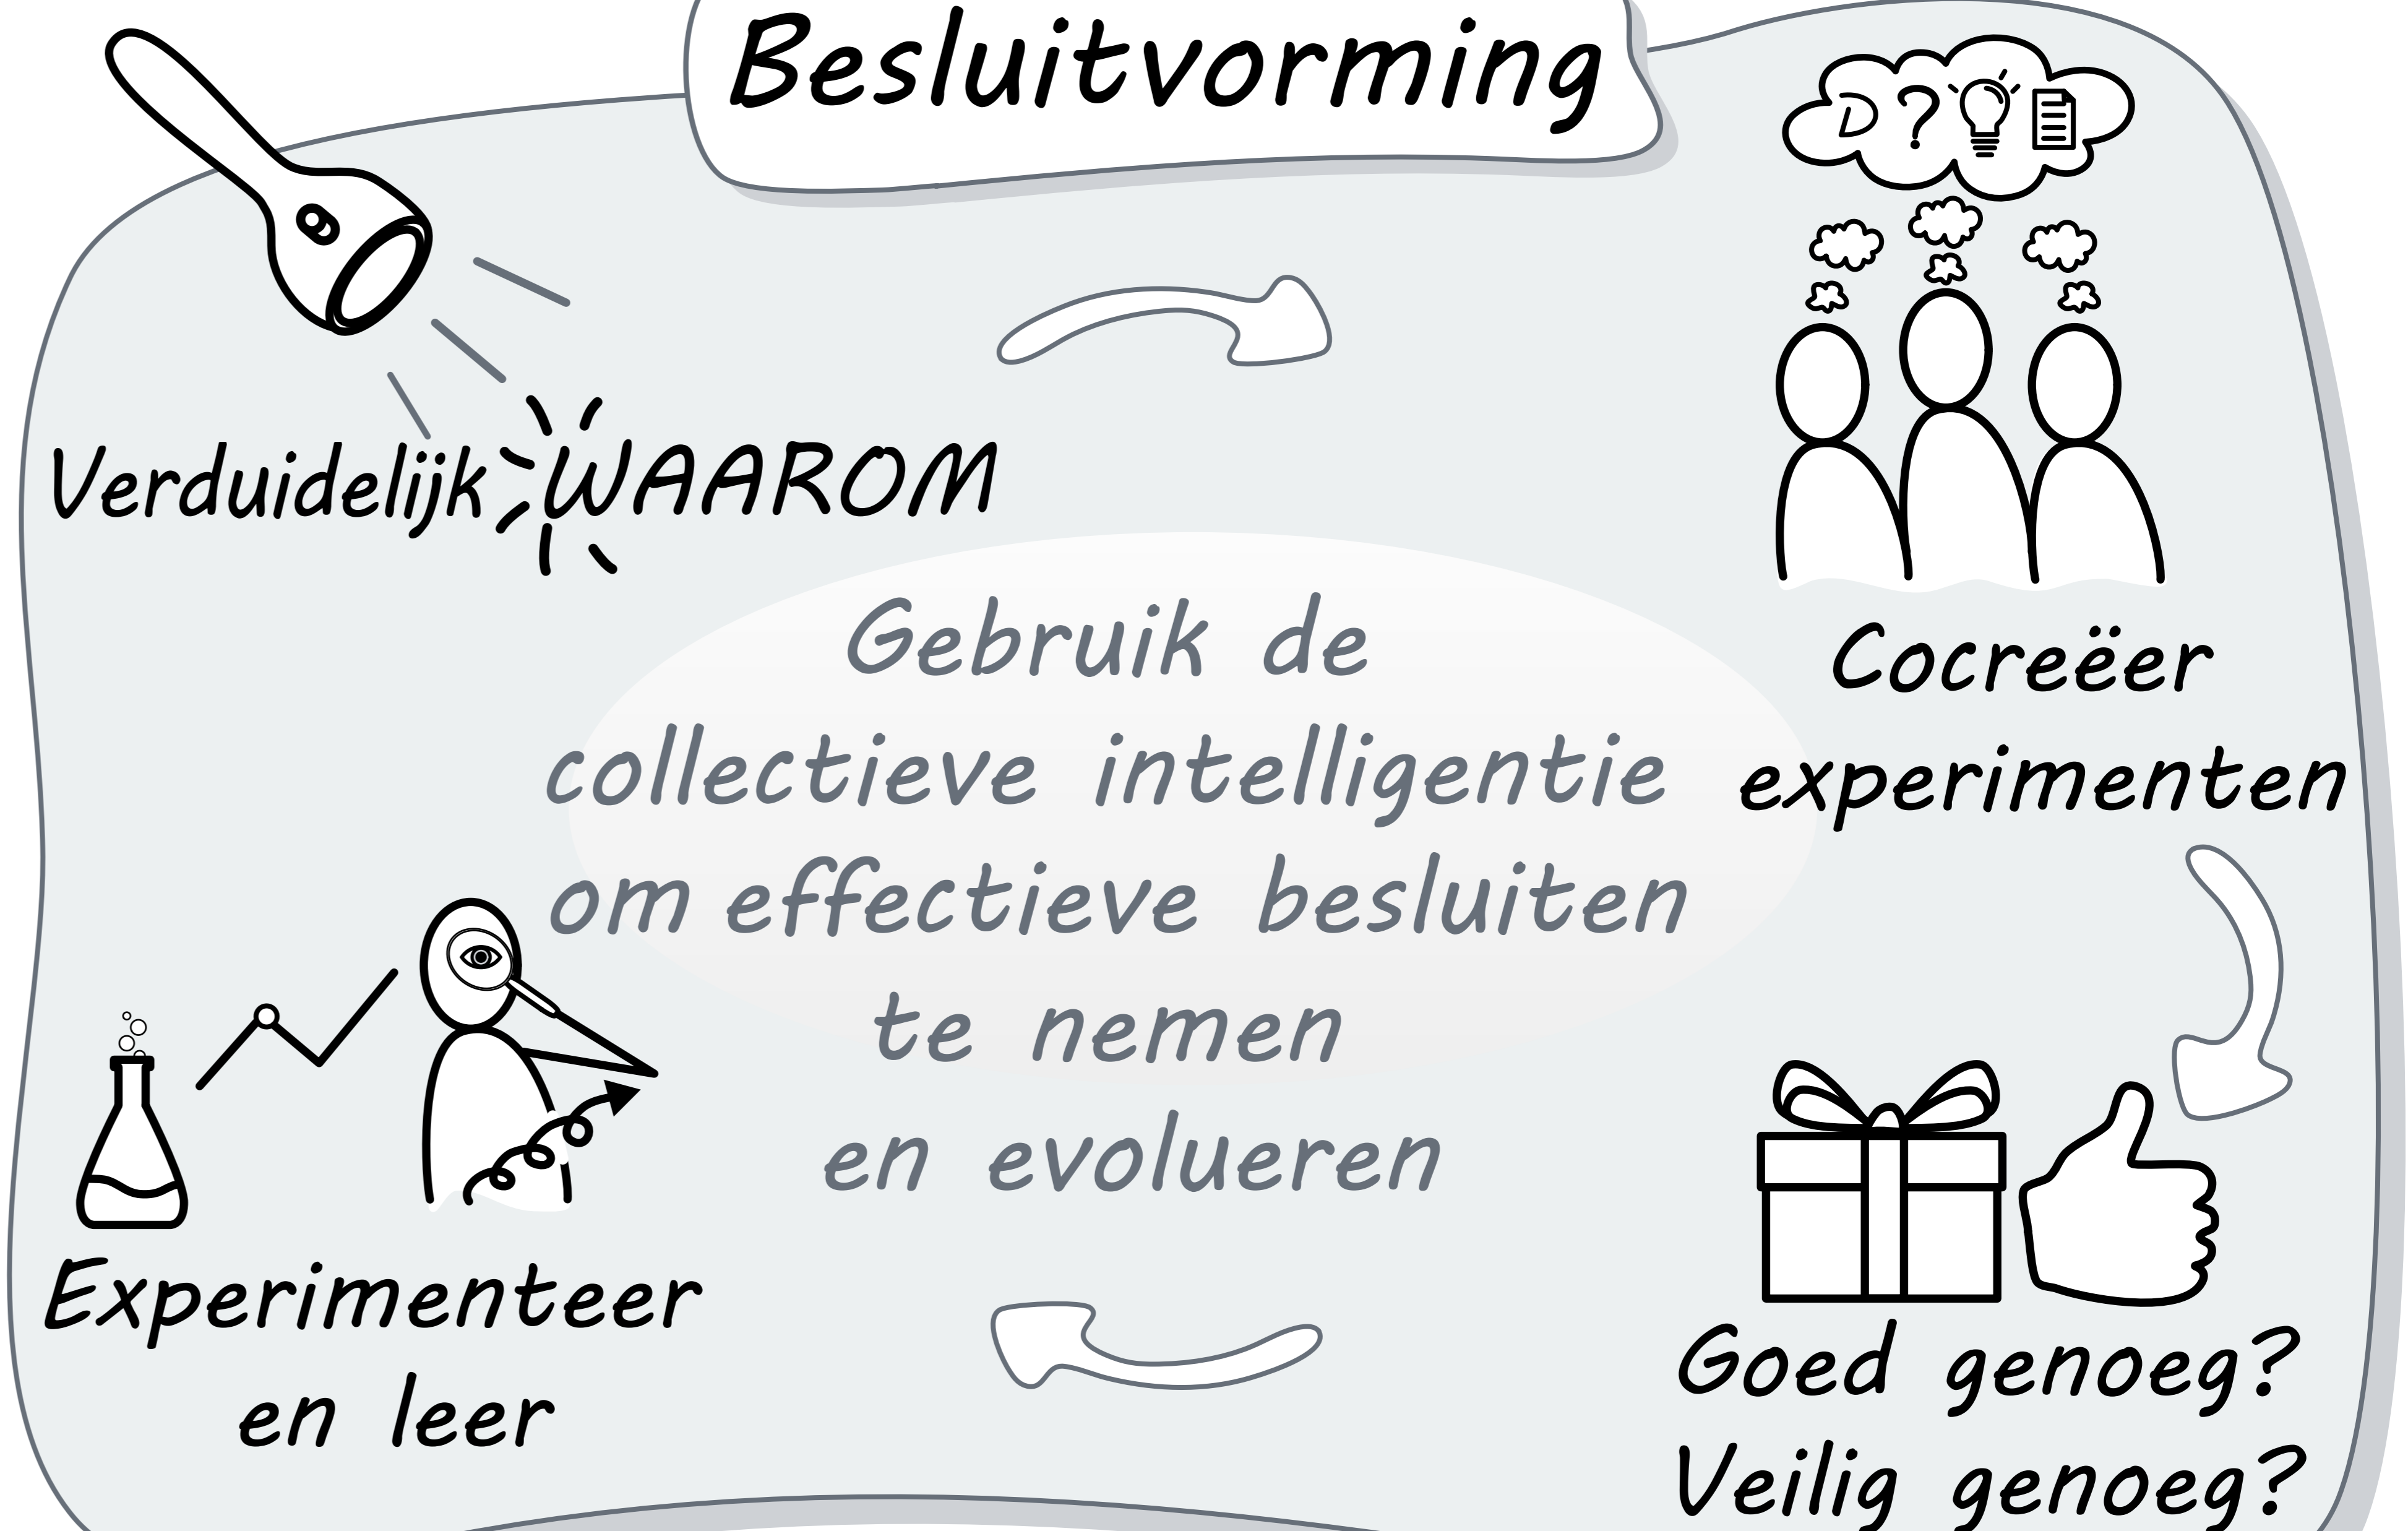 Besluitvorming
D ?
Verduidelijk WAAROM
Gebruik de
collectieve intelligentie
om effectieve besluiten
te nemen
en evolueren
Cocreëer
experimenten
Goed genoeg?
Veilig genoeg?
Experimenteer
en leer